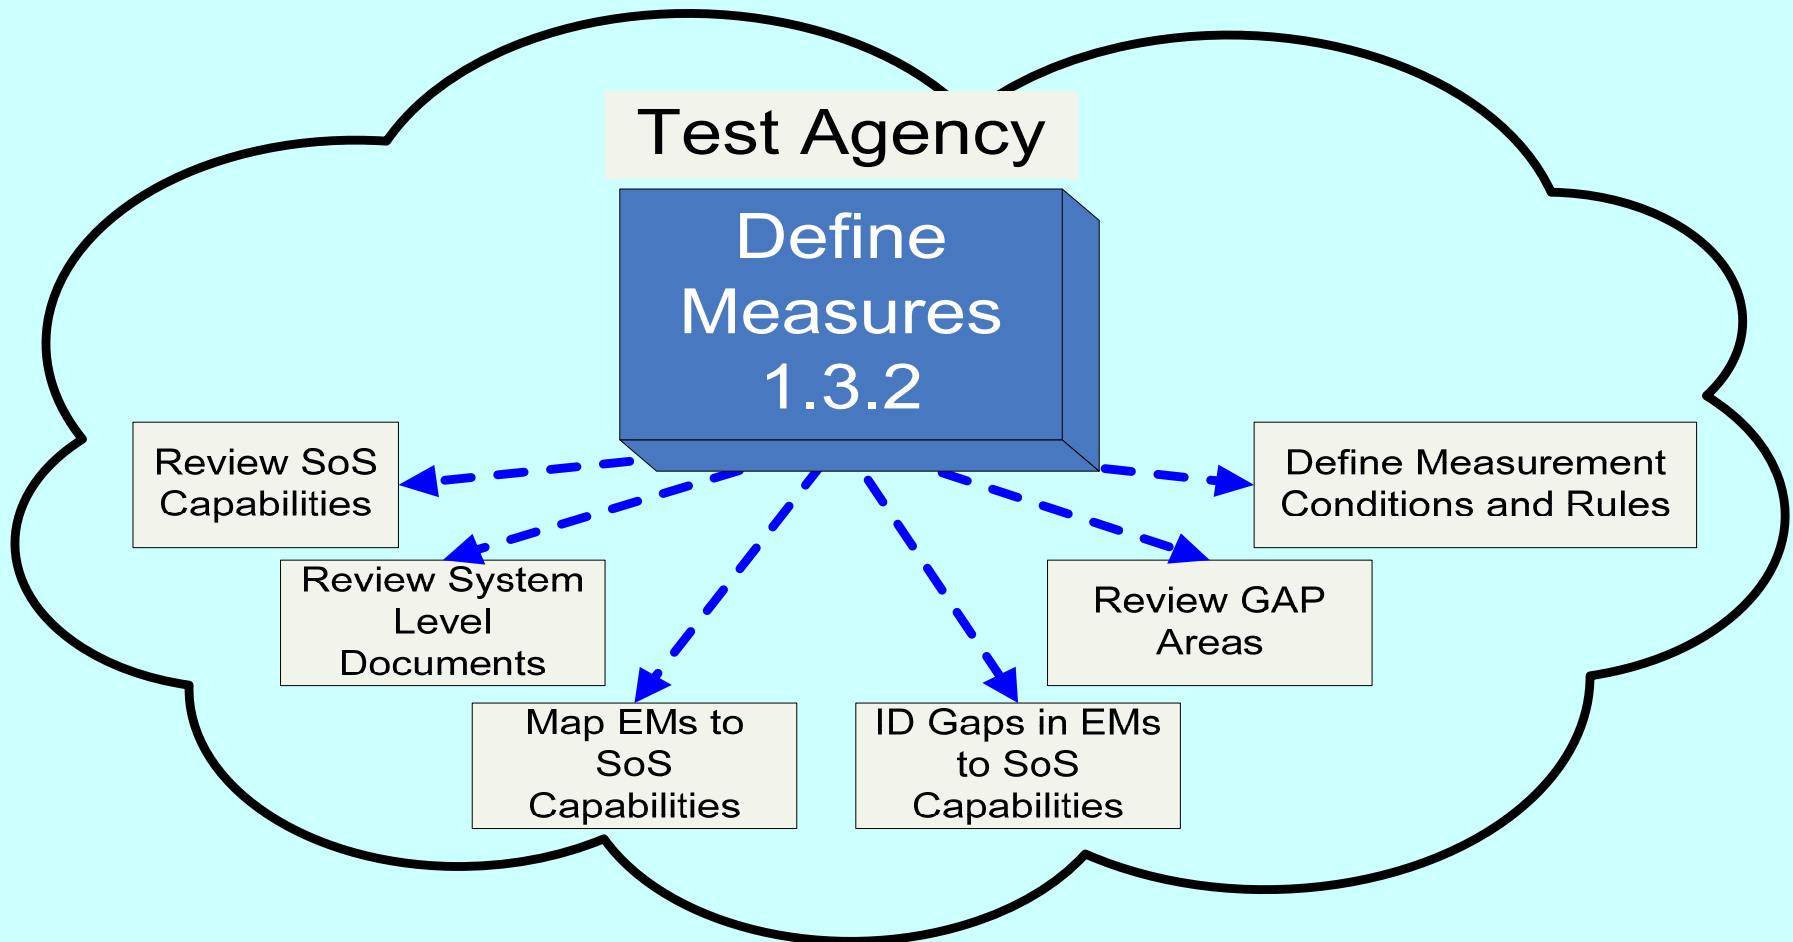 Test Agency
Define
Measures
1.3.2
Review SoS
Capabilities
Review System
Level
Documents
Map EMs to
SoS
Capabilities
ID Gaps in EMs
to SoS
Capabilities
Review GAP
Areas
Define Measurement
Conditions and Rules